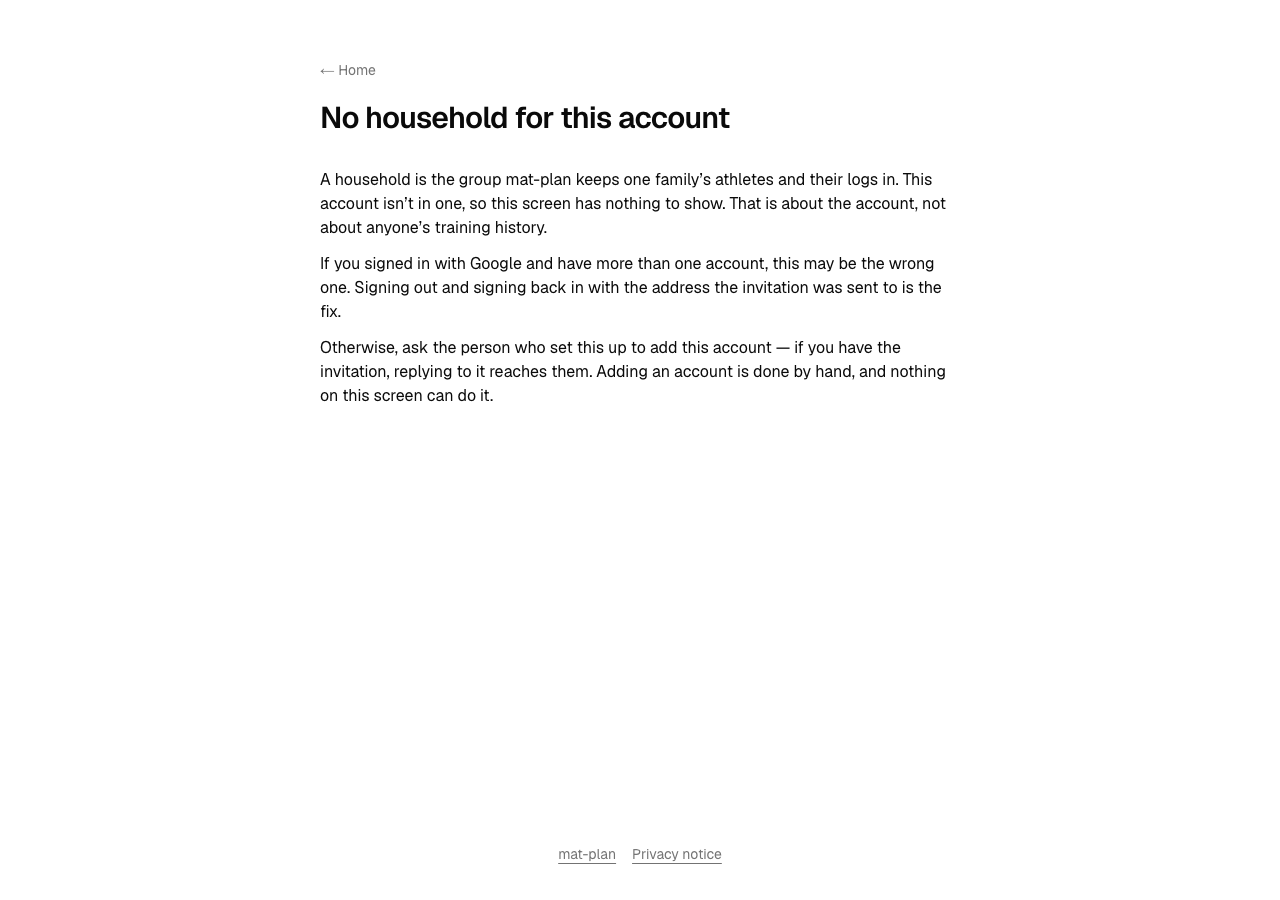 ← Home
No household for this account
A household is the group mat-plan keeps one family’s athletes and their logs in. This
account isn’t in one, so this screen has nothing to show. That is about the account, not
about anyone’s training history.
If you signed in with Google and have more than one account, this may be the wrong
one. Signing out and signing back in with the address the invitation was sent to is the
fix.
Otherwise, ask the person who set this up to add this account — if you have the
invitation, replying to it reaches them. Adding an account is done by hand, and nothing
on this screen can do it.
mat-plan Privacy notice